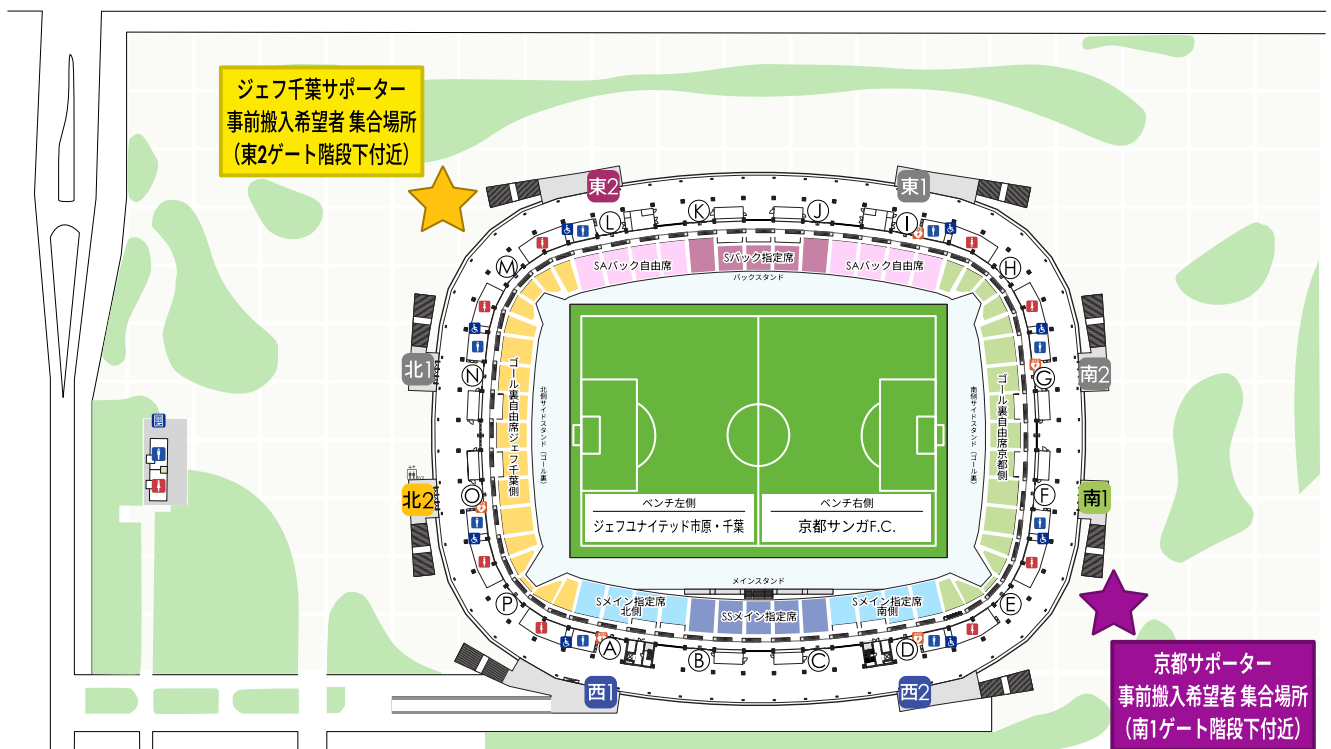 ジェフ千葉サポーター
事前搬入希望者 集合場所
（東2ゲート階段下付近）
東2
東1
L
K
J
I
M
H
SAバック自由席
Sバック指定席
SAバック自由席
バックスタンド
北1
N
G
南2
ゴール裏自由席ジェフ千葉側
北側サイドスタンド（ゴール裏）
南側サイドスタンド（ゴール裏）
ゴール裏自由席京都側
北2
O
F
南1
ベンチ左側
ジェフユナイテッド市原・千葉
ベンチ右側
京都サンガF.C.
メインスタンド
P
E
Sメイン指定席
北側
SSメイン指定席
Sメイン指定席
南側
A
B
C
D
西1
西2
京都サポーター
事前搬入希望者 集合場所
（南1ゲート階段下付近）